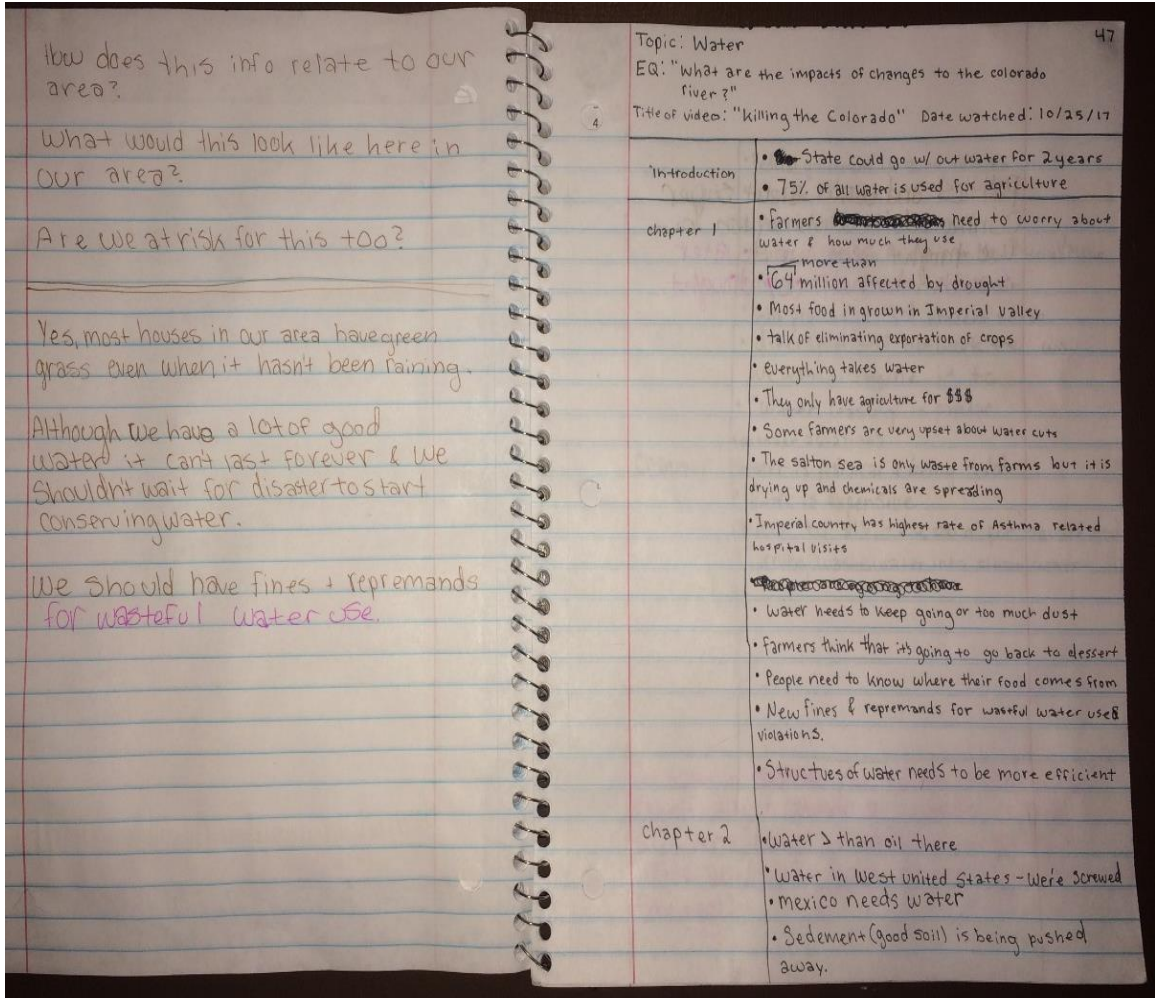 How does this info relate to our
area?
What would this look like here in
our area?
Are we at risk for this too?
Yes, most houses in our area have green
grass even when it hasn't been raining.
Although we have a lot of good
water it can't last forever & we
shouldn't wait for disaster to start
conserving water.
We should have fines + repremands
for wasteful water use.
47
Topic: Water
EQ: "What are the impacts of changes to the colorado
river?"
Title of video: "Killing the Colorado" Date watched: 10/25/17
4
Introduction
• State could go w/ out water for 2 years
• 75% of all water is used for agriculture
chapter 1
• Farmers need to worry about
water & how much they use
more than
• 64 million affected by drought
• Most food in grown in Imperial Valley
• talk of eliminating exportation of crops
• everything takes water
• They only have agriculture for $$$
• Some farmers are very upset about water cuts
• The salton sea is only waste from farms but it is
drying up and chemicals are spreading
• Imperial country has highest rate of Asthma related
hospital visits
• water needs to keep going or too much dust
• farmers think that it's going to go back to dessert
• People need to know where their food comes from
• New fines & repremands for wastful water use &
violations.
• Structues of water needs to be more efficient
chapter 2
• water > than oil there
• water in West united states - We're screwed
• mexico needs water
• Sedement (good soil) is being pushed
away.